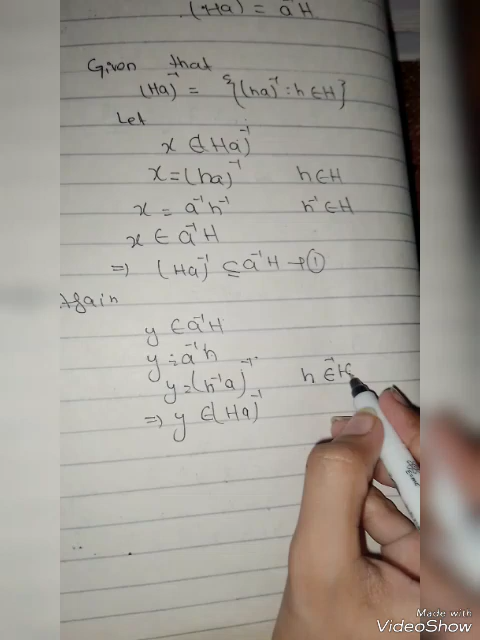 (Ha)⁻¹ = a⁻¹H
Given that
(Ha)⁻¹ = {(ha)⁻¹ : h ∈ H}
Let
x ∈ (Ha)⁻¹
x = (ha)⁻¹ h ∈ H
x = a⁻¹h⁻¹ h⁻¹ ∈ H
x ∈ a⁻¹H
⇒ (Ha)⁻¹ ⊆ a⁻¹H → ①
Again
y ∈ a⁻¹H
y = a⁻¹h
y = (h⁻¹a)⁻¹ h⁻¹ ∈ H
⇒ y ∈ (Ha)⁻¹
Made with
VideoShow